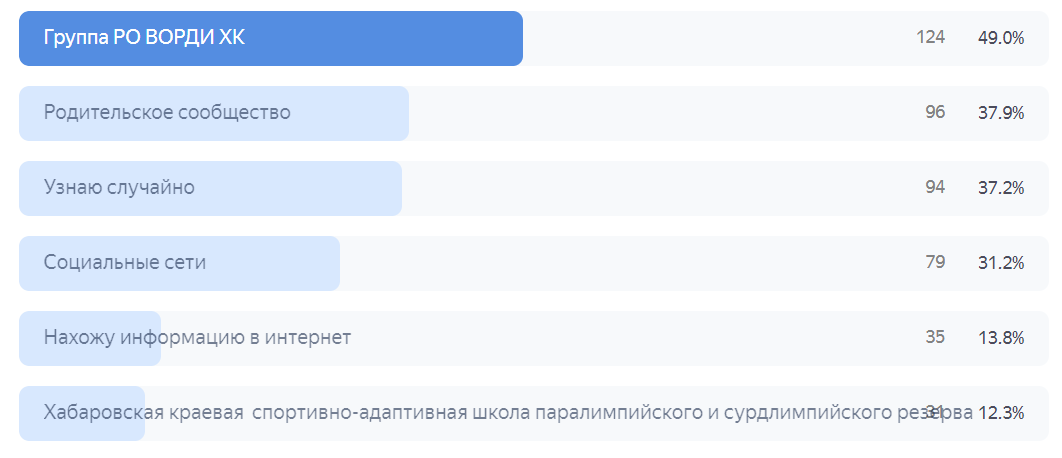 Группа РО ВОРДИ ХК 124 49.0%
Родительское сообщество 96 37.9%
Узнаю случайно 94 37.2%
Социальные сети 79 31.2%
Нахожу информацию в интернет 35 13.8%
Хабаровская краевая спортивно-адаптивная школа паралимпийского и сурдлимпийского резерва 31 12.3%